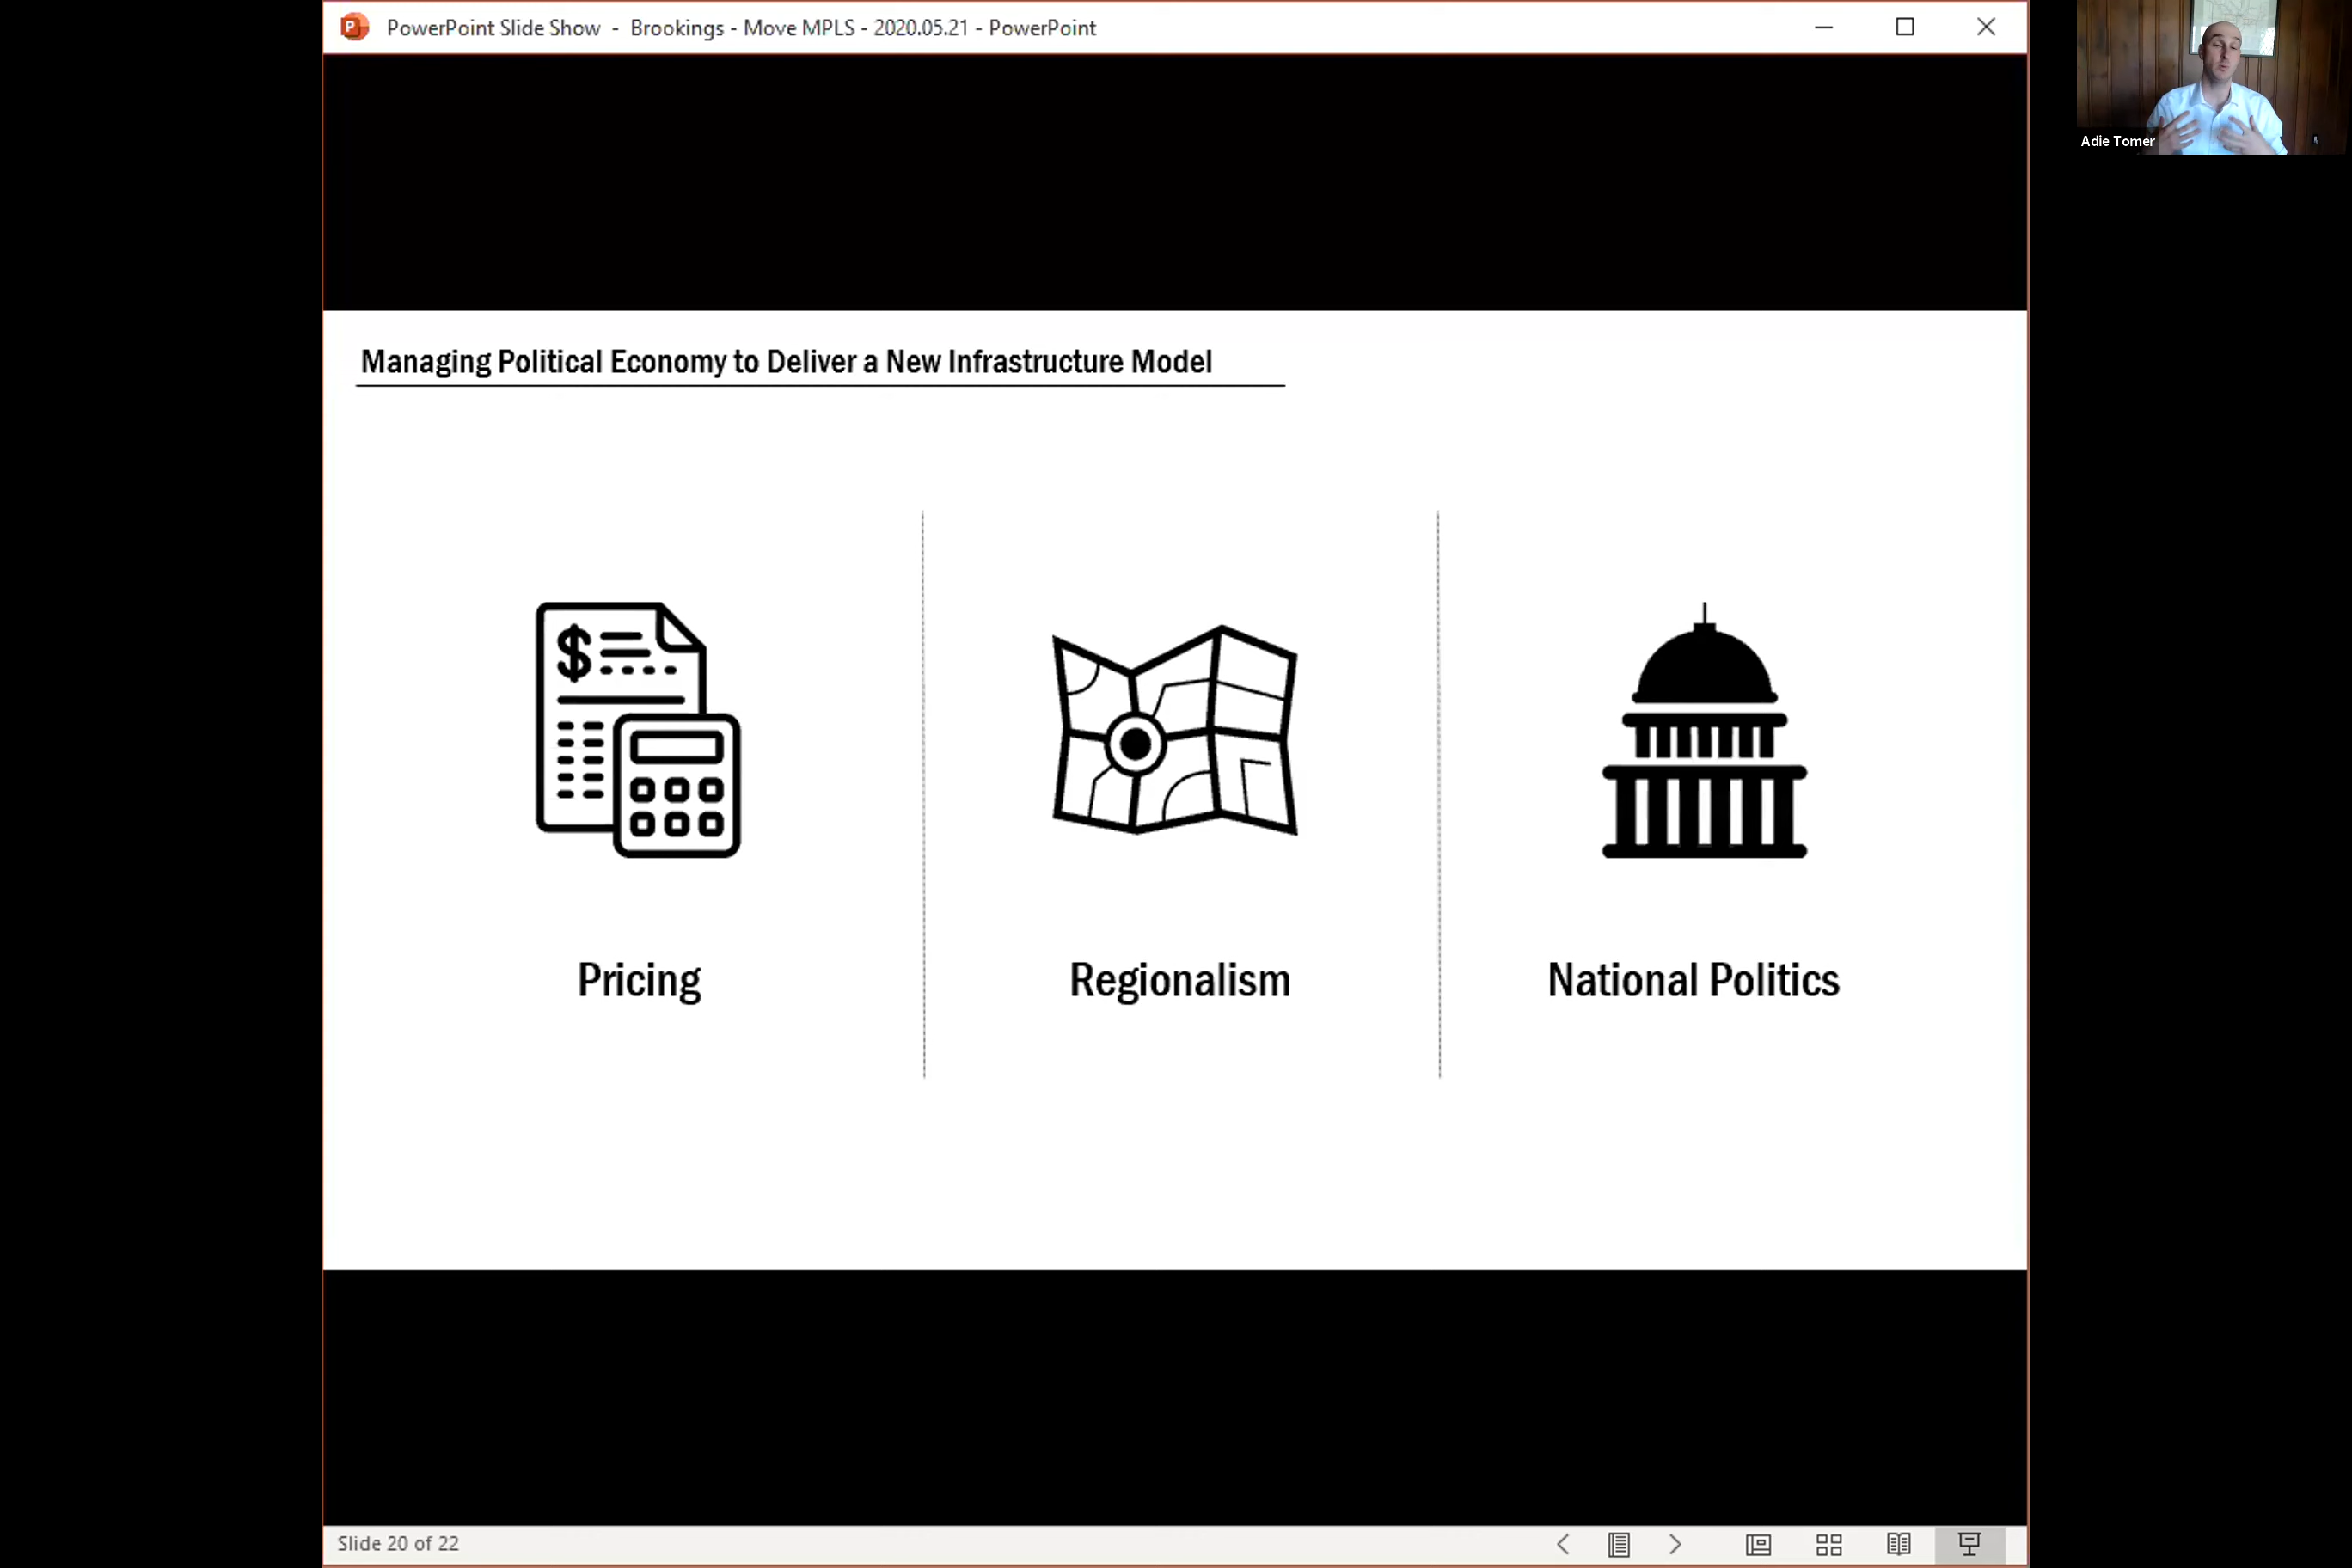 PowerPoint Slide Show - Brookings - Move MPLS - 2020.05.21 - PowerPoint
Adie Tomer
Managing Political Economy to Deliver a New Infrastructure Model
$
Pricing
Regionalism
National Politics
Slide 20 of 22